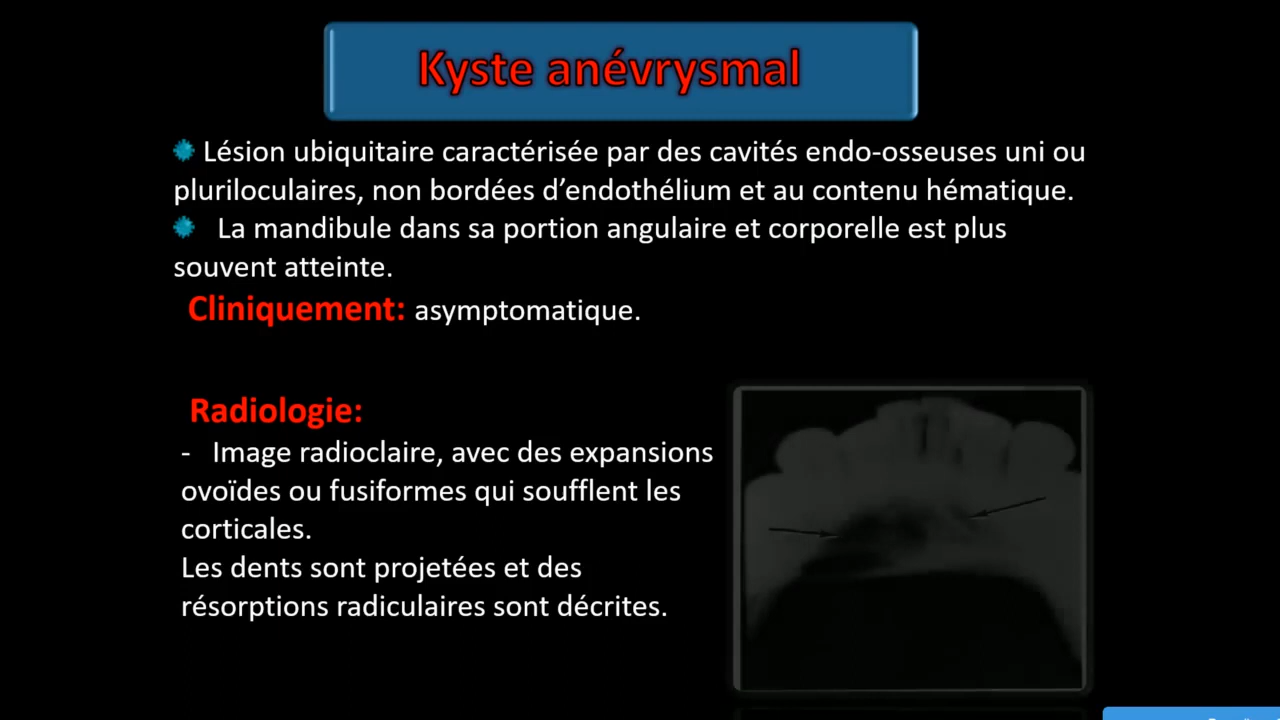 Kyste anévrysmal
Lésion ubiquitaire caractérisée par des cavités endo-osseuses uni ou
pluriloculaires, non bordées d’endothélium et au contenu hématique.
La mandibule dans sa portion angulaire et corporelle est plus
souvent atteinte.
Cliniquement: asymptomatique.
Radiologie:
- Image radioclaire, avec des expansions
ovoïdes ou fusiformes qui soufflent les
corticales.
Les dents sont projetées et des
résorptions radiculaires sont décrites.